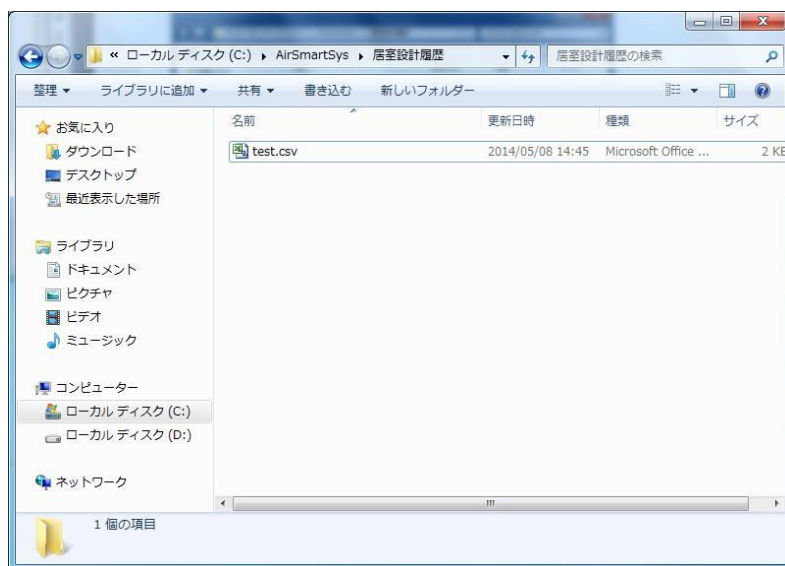 « ローカル ディスク (C:) ▸ AirSmartSys ▸ 居室設計履歴
居室設計履歴の検索
整理 ▼ ライブラリに追加 ▼ 共有 ▼ 書き込む 新しいフォルダー
名前 更新日時 種類 サイズ
test.csv 2014/05/08 14:45 Microsoft Office ... 2 KE
お気に入り
ダウンロード
デスクトップ
最近表示した場所
ライブラリ
ドキュメント
ピクチャ
ビデオ
ミュージック
コンピューター
ローカル ディスク (C:)
ローカル ディスク (D:)
ネットワーク
1 個の項目